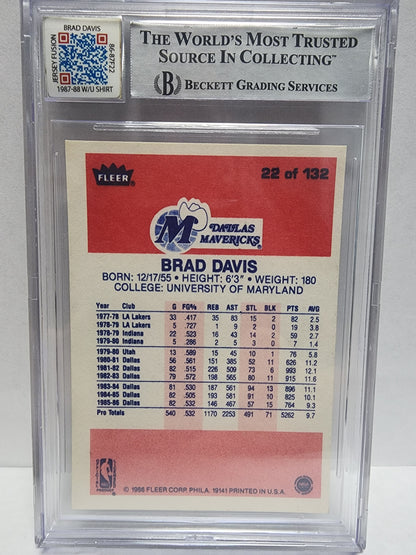 BRAD DAVIS
JERSEY FUSION
86-87F22
1987-88 W/U SHIRT
THE WORLD'S MOST TRUSTED
SOURCE IN COLLECTING™
B BECKETT GRADING SERVICES
FLEER
22 of 132
M DALLAS
MAVERICKS
BRAD DAVIS
BORN: 12/17/55 • HEIGHT: 6'3" • WEIGHT: 180
COLLEGE: UNIVERSITY OF MARYLAND
Year Club G FG% REB AST STL BLK PTS AVG
1977-78 LA Lakers 33 .417 35 83 15 2 82 2.5
1978-79 LA Lakers 5 .727 1 8 2 0 19 3.8
1978-79 Indiana 22 .523 16 43 14 2 59 2.7
1979-80 Indiana 5 .286 2 3 3 0 7 1.4
1979-80 Utah 13 .589 15 45 10 1 76 5.8
1980-81 Dallas 56 .561 151 385 52 11 626 11.2
1981-82 Dallas 82 .515 226 509 73 6 993 12.1
1982-83 Dallas 79 .572 198 565 80 11 915 11.6
1983-84 Dallas 81 .530 187 561 94 13 896 11.1
1984-85 Dallas 82 .505 193 581 91 10 825 10.1
1985-86 Dallas 82 .532 146 467 57 15 764 9.3
Pro Totals 540 .532 1170 3253 491 71 5262 9.7
NBA
© 1986 FLEER CORP. PHILA. 19141 PRINTED IN U.S.A.